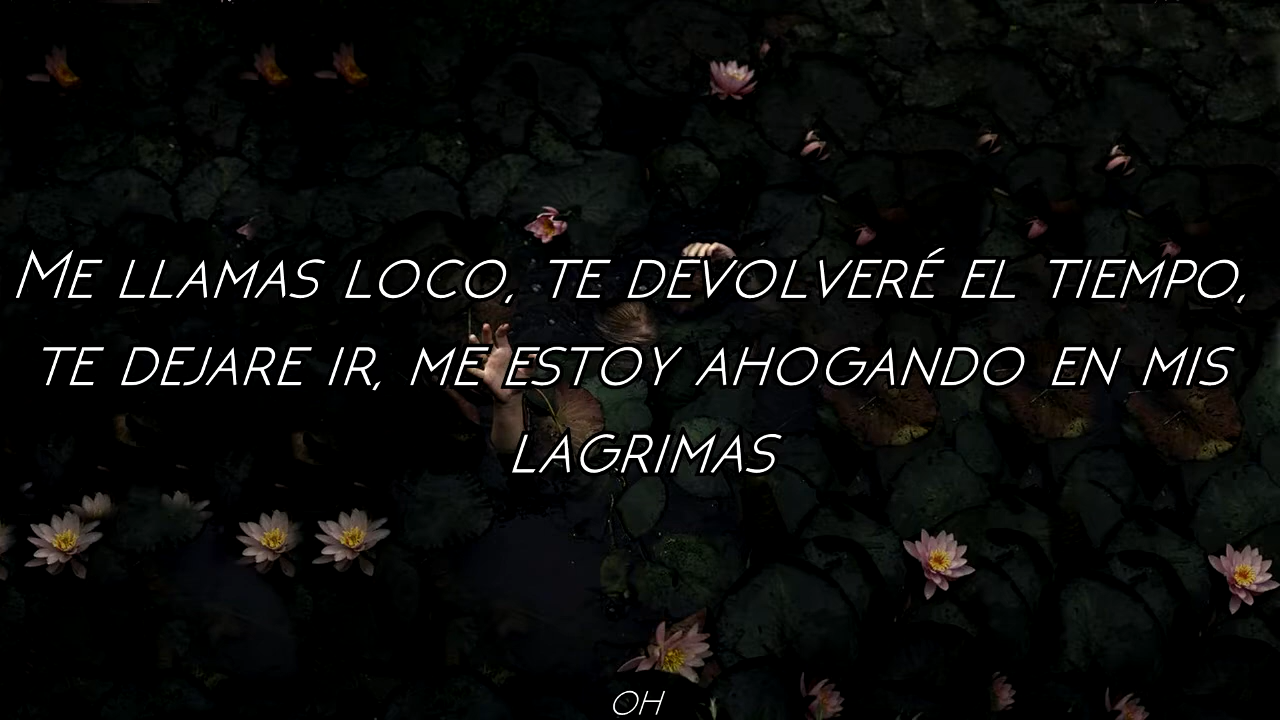 Me llamas loco, te devolveré el tiempo,
te dejare ir, me estoy ahogando en mis
lagrimas
oh